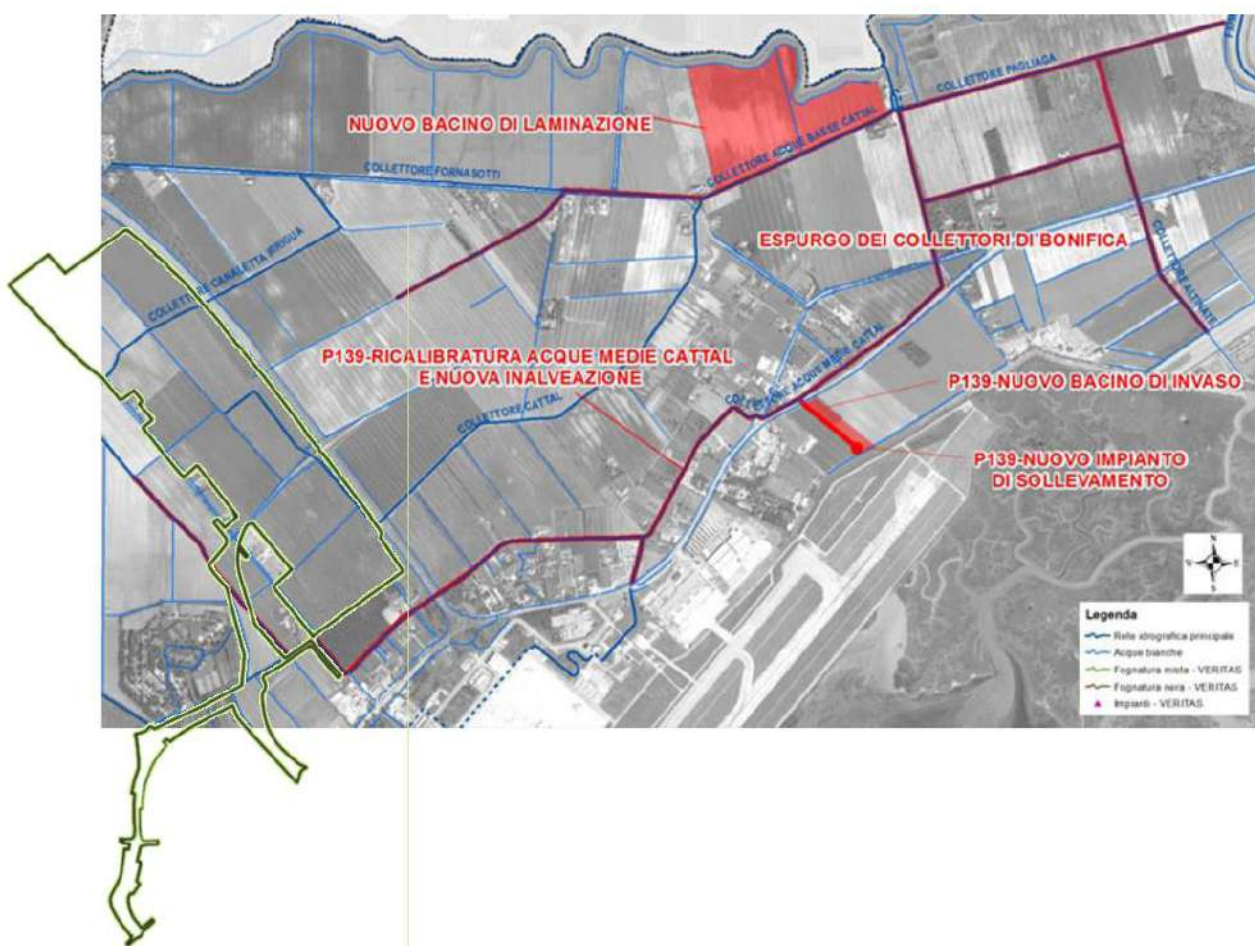 COLLETTORE PAGLIAGA
NUOVO BACINO DI LAMINAZIONE
COLLETTORE ACQUE BASSE CATTAL
COLLETTORE FORNASOTTI
COLLETTORE CANALETTA IRRIGUA
ESPURGO DEI COLLETTORI DI BONIFICA
COLLETTORE ALTINATE
P139-RICALIBRATURA ACQUE MEDIE CATTAL
E NUOVA INALVEAZIONE
COLLETTORE ACQUE MEDIE CATTAL
P139-NUOVO BACINO DI INVASO
COLLETTORE CATTAL
P139-NUOVO IMPIANTO
DI SOLLEVAMENTO
N
W
E
S
Legenda
Rete idrografica principale
Acque bianche
Fognatura mista - VERITAS
Fognatura nera - VERITAS
Impianti - VERITAS